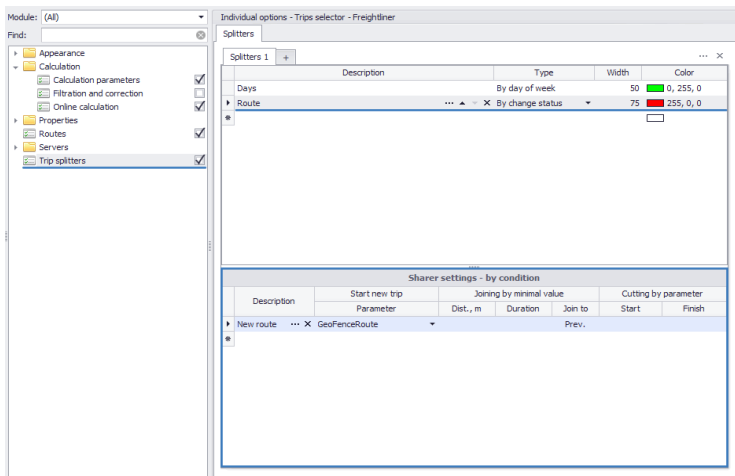 Module: (All)
Find:
Appearance
Calculation
Calculation parameters
Filtration and correction
Online calculation
Properties
Routes
Servers
Trip splitters
Individual options - Trips selector - Freightliner
Splitters
Splitters 1 +
Description Type Width Color
Days By day of week 50 0, 255, 0
Route By change status 75 255, 0, 0
Sharer settings - by condition
Description Start new trip Joining by minimal value Cutting by parameter
Parameter Dist., m Duration Join to Start Finish
New route GeoFenceRoute Prev.